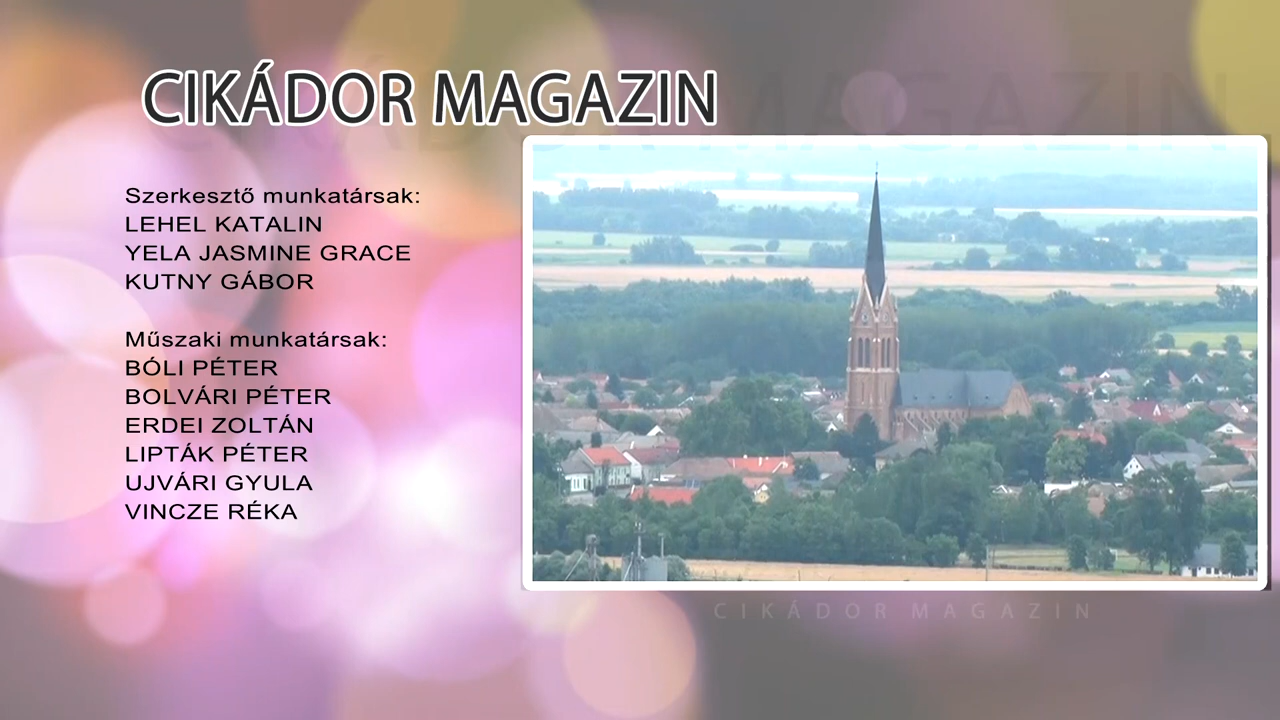 CIKÁDOR MAGAZIN
Szerkesztő munkatársak:
LEHEL KATALIN
YELA JASMINE GRACE
KUTNY GÁBOR
Műszaki munkatársak:
BÓLI PÉTER
BOLVÁRI PÉTER
ERDEI ZOLTÁN
LIPTÁK PÉTER
UJVÁRI GYULA
VINCZE RÉKA
CIKÁDOR MAGAZIN